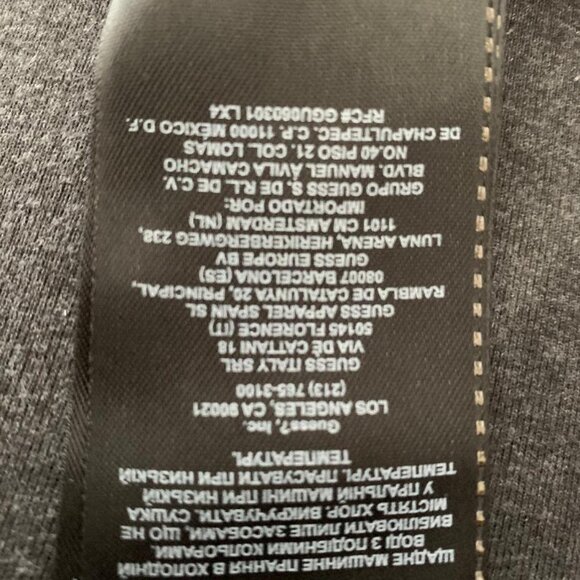 ЩАДНЕ МАШИННЕ ПРАННЯ В ХОЛОДНІЙ
ВОДІ З ПОДІБНИМИ КОЛЬОРАМИ.
ВИБІЛЮВАТИ ЛИШЕ ЗАСОБАМИ, ЩО НЕ
МІСТЯТЬ ХЛОР. ВИКРУЧУВАТИ. СУШКА
У ПРАЛЬНІЙ МАШИНІ ПРИ НИЗЬКІЙ
ТЕМПЕРАТУРІ. ПРАСУВАТИ ПРИ НИЗЬКІЙ
ТЕМПЕРАТУРІ.
Guess?, Inc.
LOS ANGELES, CA 90021
(213) 765-3100
GUESS ITALY SRL
VIA DÉ CATTANI 18
50145 FLORENCE (IT)
GUESS APPAREL SPAIN SL
RAMBLA DE CATALUNYA 20, PRINCIPAL,
08007 BARCELONA (ES)
GUESS EUROPE BV
LUNA ARENA, HERIKERBERGWEG 238,
1101 CM AMSTERDAM (NL)
IMPORTADO POR:
GRUPO GUESS S. DE R.L. DE C.V.
BLVD. MANUEL ÁVILA CAMACHO
NO.40 PISO 21. COL. LOMAS
DE CHAPULTEPEC. C.P. 11000 MÉXICO D.F.
RFC# GGU060301 LX4